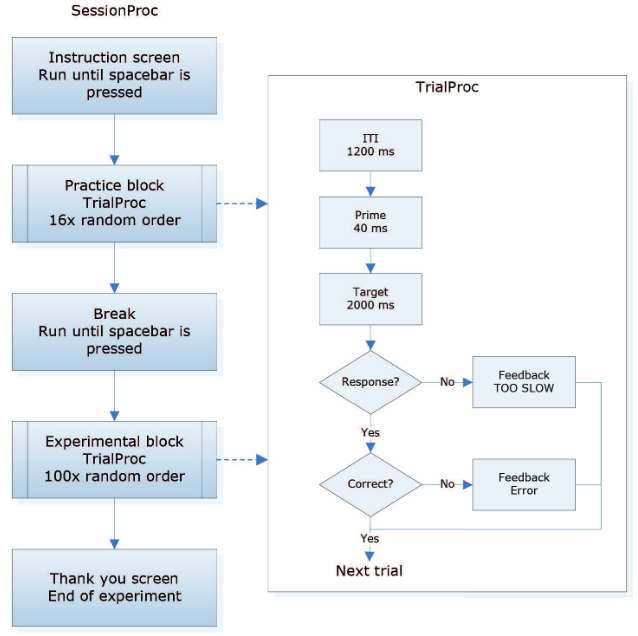 SessionProc
Instruction screen
Run until spacebar is
pressed
Practice block
TrialProc
16x random order
Break
Run until spacebar is
pressed
Experimental block
TrialProc
100x random order
Thank you screen
End of experiment
TrialProc
ITI
1200 ms
Prime
40 ms
Target
2000 ms
Response?
No
Feedback
TOO SLOW
Yes
Correct?
No
Feedback
Error
Yes
Next trial